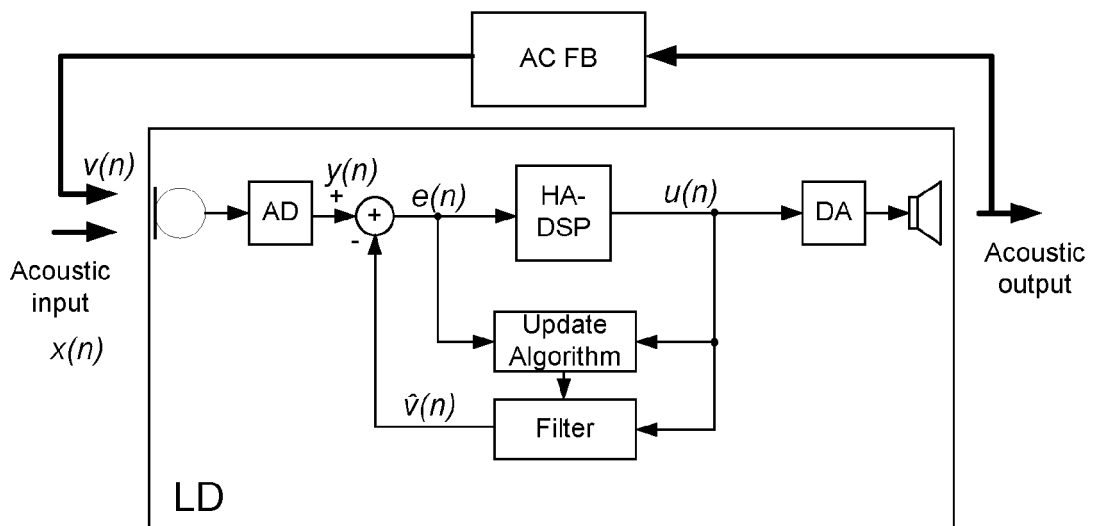 AC FB
v(n)
y(n)
+
AD
+
-
e(n)
HA-
DSP
u(n)
DA
Acoustic
input
x(n)
Acoustic
output
Update
Algorithm
v̂(n)
Filter
LD